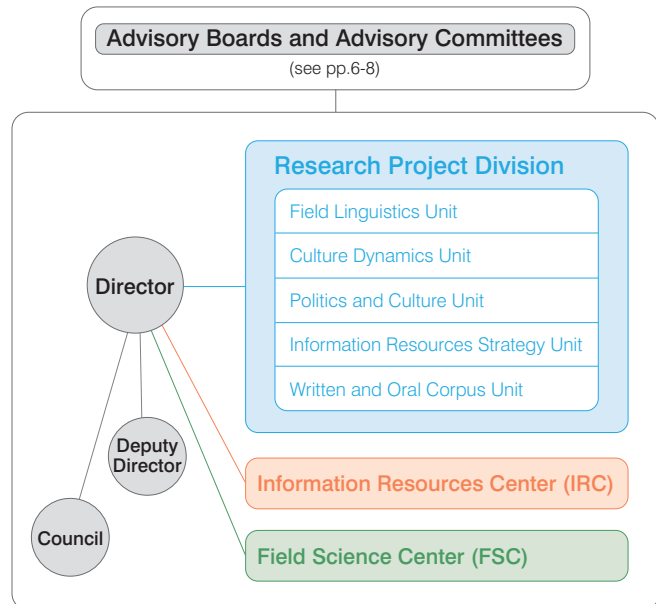 Advisory Boards and Advisory Committees
(see pp.6-8)
Research Project Division
Field Linguistics Unit
Culture Dynamics Unit
Politics and Culture Unit
Information Resources Strategy Unit
Written and Oral Corpus Unit
Director
Deputy
Director
Council
Information Resources Center (IRC)
Field Science Center (FSC)